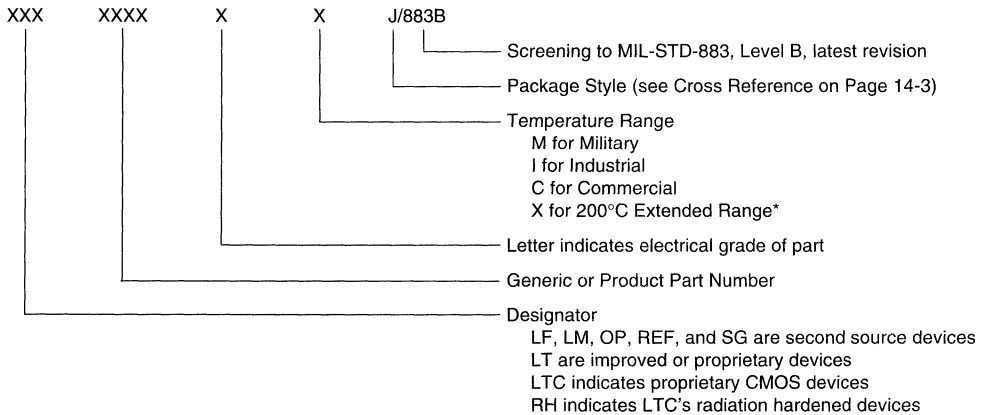 XXX XXXX X X J/883B
Screening to MIL-STD-883, Level B, latest revision
Package Style (see Cross Reference on Page 14-3)
Temperature Range
M for Military
I for Industrial
C for Commercial
X for 200°C Extended Range*
Letter indicates electrical grade of part
Generic or Product Part Number
Designator
LF, LM, OP, REF, and SG are second source devices
LT are improved or proprietary devices
LTC indicates proprietary CMOS devices
RH indicates LTC's radiation hardened devices